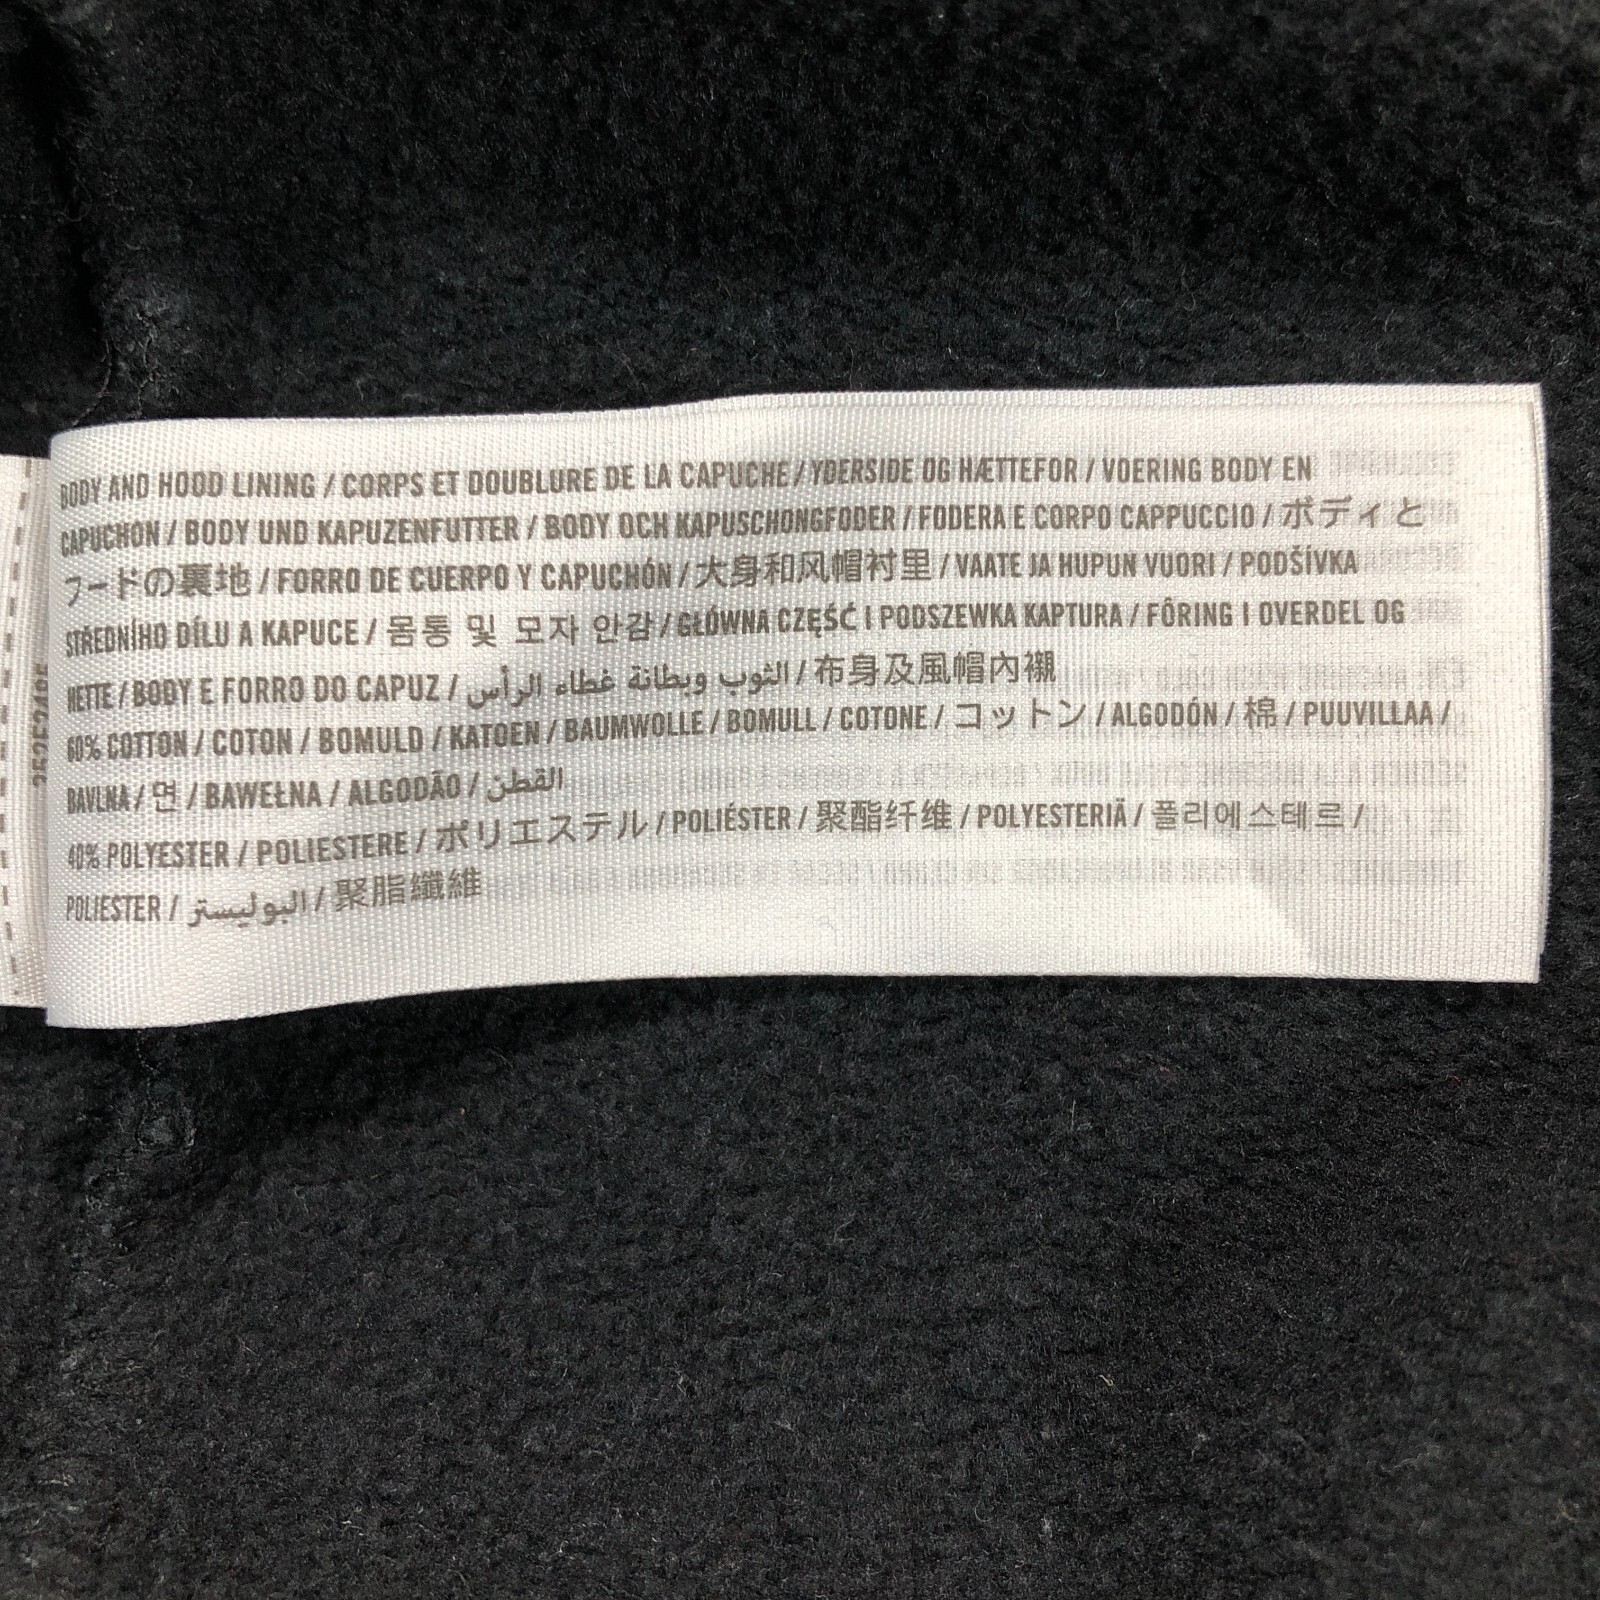 BODY AND HOOD LINING / CORPS ET DOUBLURE DE LA CAPUCHE / YDERSIDE OG HÆTTEFOR / VOERING BODY EN
CAPUCHON / BODY UND KAPUZENFUTTER / BODY OCH KAPUSCHONGFODER / FODERA E CORPO CAPPUCCIO / ボディと
フードの裏地 / FORRO DE CUERPO Y CAPUCHÓN / 大身和风帽衬里 / VAATE JA HUPUN VUORI / PODŠÍVKA
STŘEDNÍHO DÍLU A KAPUCE / 몸통 및 모자 안감 / GŁÓWNA CZĘŚĆ I PODSZEWKA KAPTURA / FÔRING I OVERDEL OG
HETTE / BODY E FORRO DO CAPUZ / الثوب وبطانة غطاء الرأس / 布身及風帽內襯
60% COTTON / COTON / BOMULD / KATOEN / BAUMWOLLE / BOMULL / COTONE / コットン / ALGODÓN / 棉 / PUUVILLAA /
BAVLNA / 면 / BAWEŁNA / ALGODÃO / القطن
40% POLYESTER / POLIESTERE / ポリエステル / POLIÉSTER / 聚酯纤维 / POLYESTERIÄ / 폴리에스테르 /
POLIESTER / البوليستر / 聚脂纖維